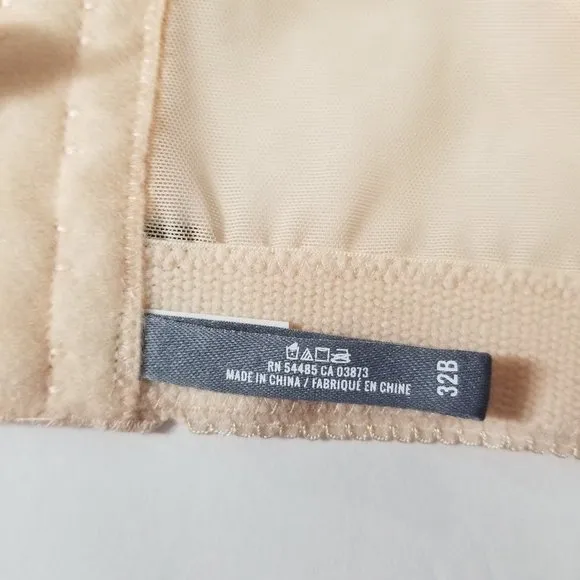 RN 54485 CA 03873
MADE IN CHINA / FABRIQUÉ EN CHINE
32B